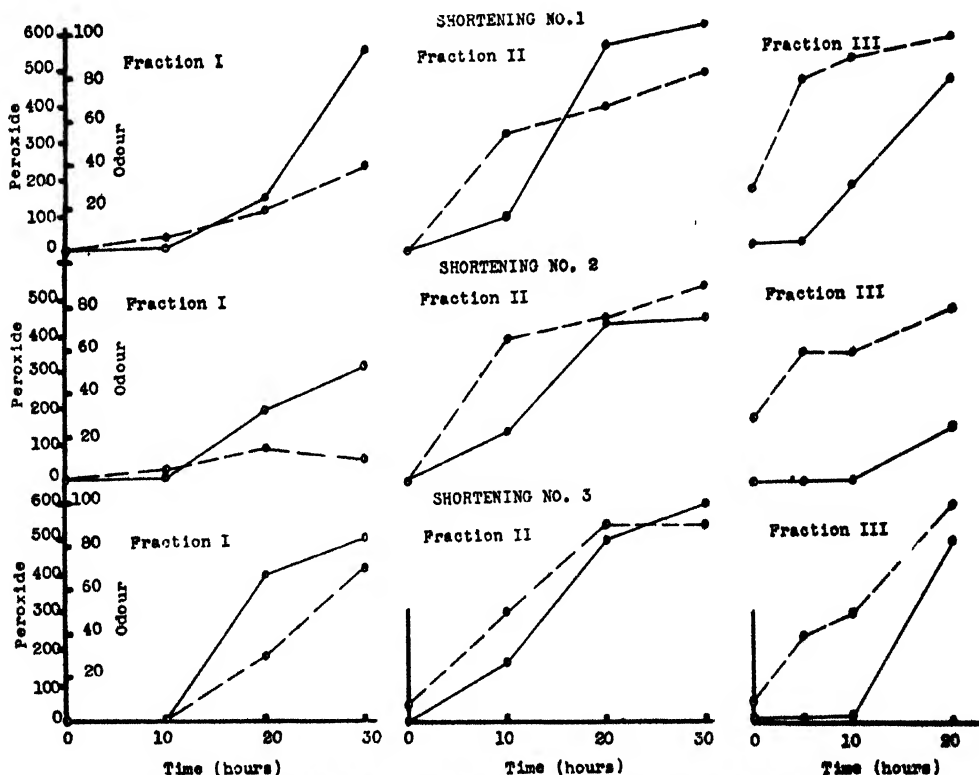 SHORTENING NO.1
Fraction I
Fraction II
Fraction III
Peroxide
600
500
400
300
200
100
0
Odour
100
80
60
40
20
SHORTENING NO. 2
Fraction I
Fraction II
Fraction III
Peroxide
500
400
300
200
100
0
Odour
80
60
40
20
SHORTENING NO. 3
Fraction I
Fraction II
Fraction III
Peroxide
600
500
400
300
200
100
0
Odour
100
80
60
40
20
0 10 20 30
0 10 20 30
0 10 20
Time (hours)
Time (hours)
Time (hours)